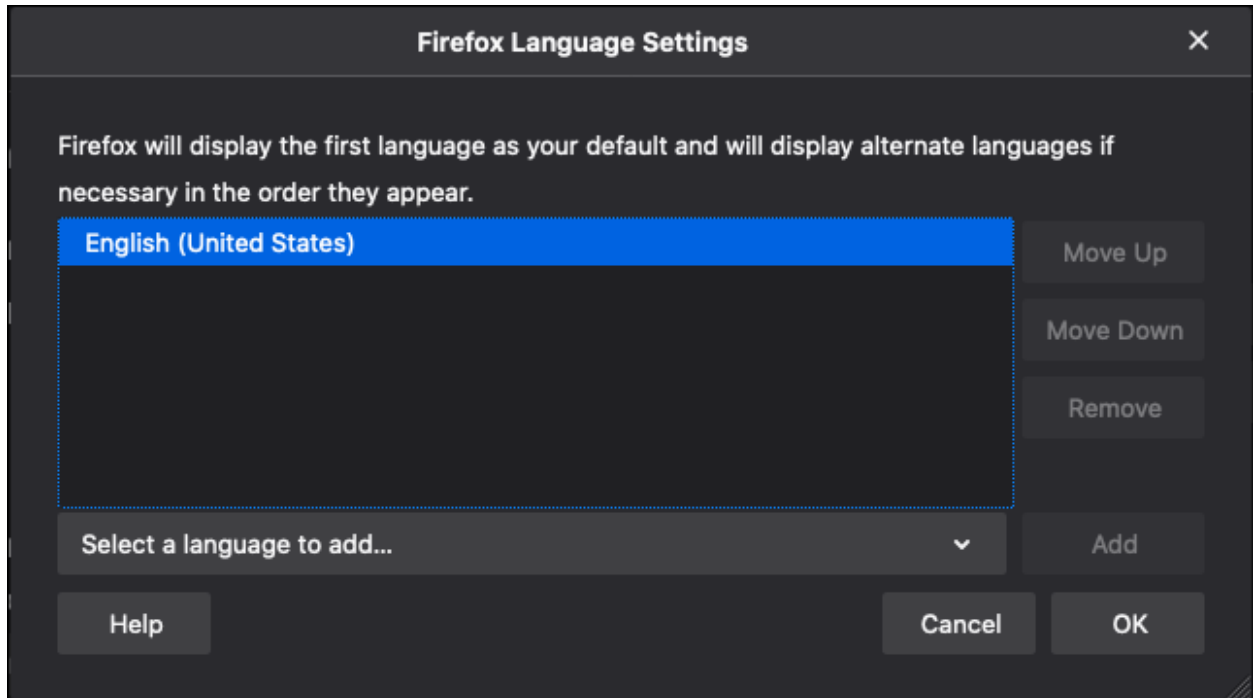 Firefox Language Settings
Firefox will display the first language as your default and will display alternate languages if
necessary in the order they appear.
English (United States)
Move Up
Move Down
Remove
Select a language to add...
Add
Help
Cancel
OK